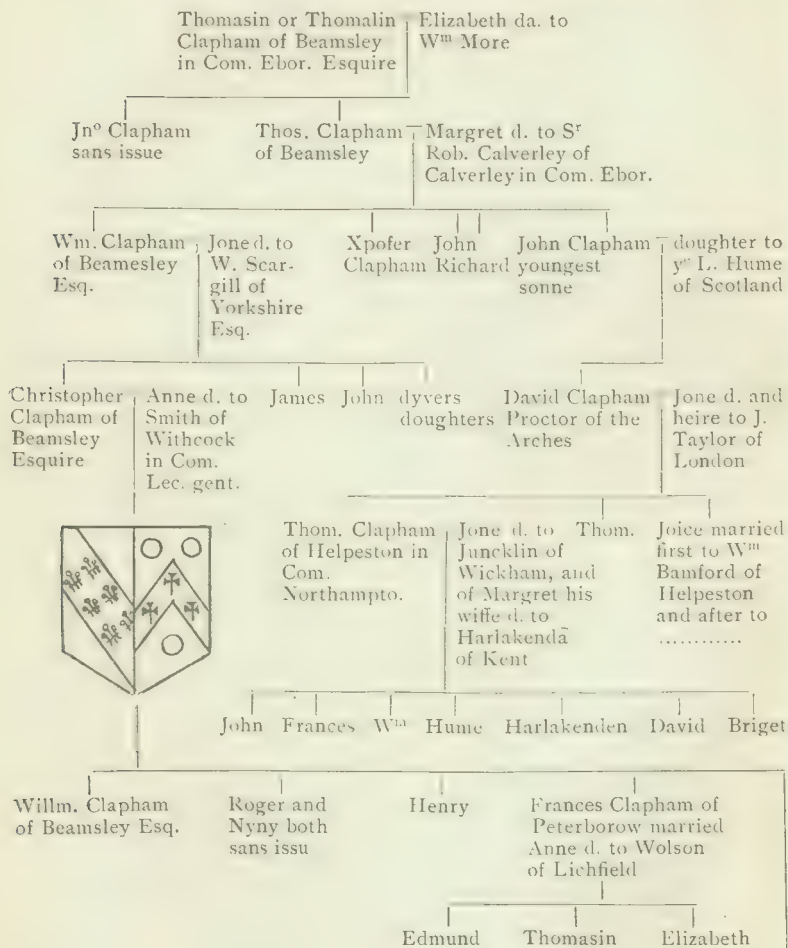 Thomasin or Thomalin
Clapham of Beamsley
in Com. Ebor. Esquire
Elizabeth da. to
Wm More
Jno Clapham
sans issue
Thos. Clapham
of Beamsley
Margret d. to Sr
Rob. Calverley of
Calverley in Com. Ebor.
Wm. Clapham
of Beamesley
Esq.
Jone d. to
W. Scar-
gill of
Yorkshire
Esq.
Xpofer
Clapham
John
Richard
John Clapham
youngest
sonne
doughter to
ye L. Hume
of Scotland
Christopher
Clapham of
Beamsley
Esquire
Anne d. to
Smith of
Withcock
in Com.
Lec. gent.
James
John
dyvers
doughters
David Clapham
Proctor of the
Arches
Jone d. and
heire to J.
Taylor of
London
Thom. Clapham
of Helpeston in
Com.
Northampto.
Jone d. to
Juncklin of
Wickham, and
of Margret his
wiffe d. to
Harlakendā
of Kent
Thom.
Joice married
first to Wm
Bamford of
Helpeston
and after to
............
John Frances Wm Hume Harlakenden David Briget
Willm. Clapham
of Beamsley Esq.
Roger and
Nyny both
sans issu
Henry
Frances Clapham of
Peterborow married
Anne d. to Wolson
of Lichfield
Edmund Thomasin Elizabeth